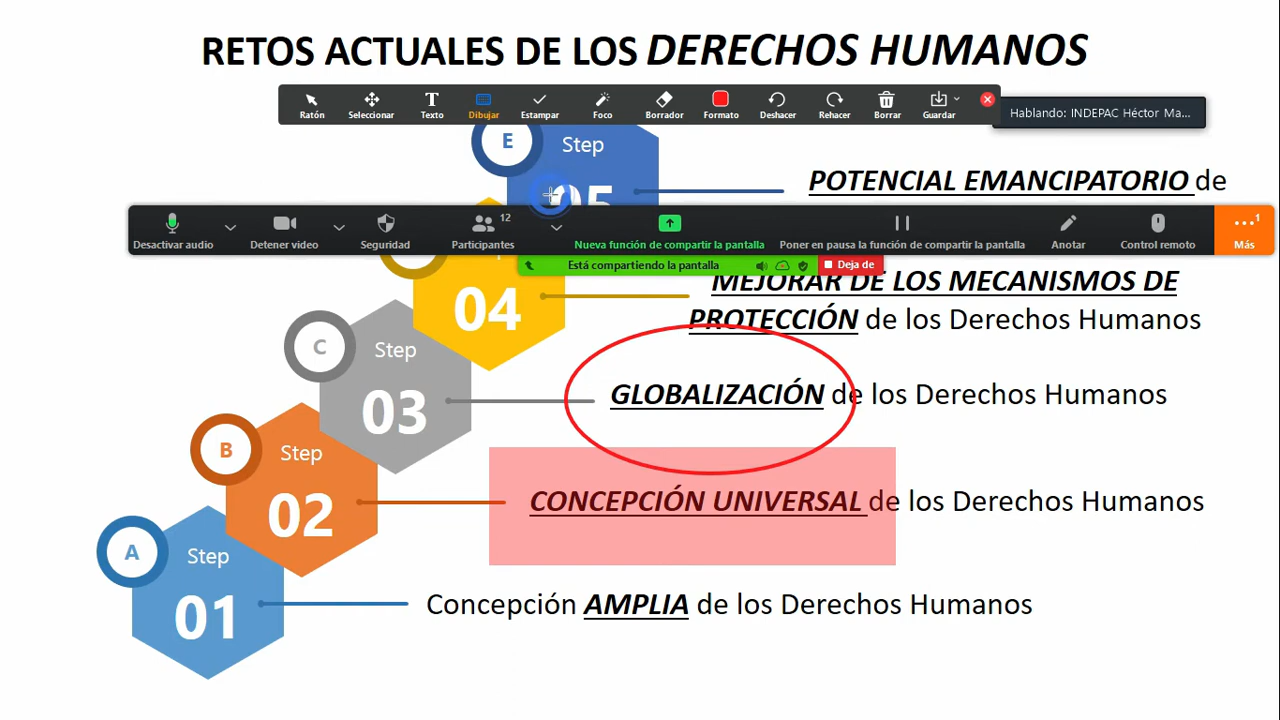 RETOS ACTUALES DE LOS DERECHOS HUMANOS
Ratón Seleccionar Texto Dibujar Estampar Foco Borrador Formato Deshacer Rehacer Borrar Guardar
Hablando: INDEPAC Héctor Ma...
E Step
05
POTENCIAL EMANCIPATORIO de
Desactivar audio Detener video Seguridad Participantes 12 Nueva función de compartir la pantalla Poner en pausa la función de compartir la pantalla Anotar Control remoto Más 1
Está compartiendo la pantalla Deja de
04
MEJORAR DE LOS MECANISMOS DE
PROTECCIÓN de los Derechos Humanos
C Step
03
GLOBALIZACIÓN de los Derechos Humanos
B Step
02
CONCEPCIÓN UNIVERSAL de los Derechos Humanos
A Step
01
Concepción AMPLIA de los Derechos Humanos